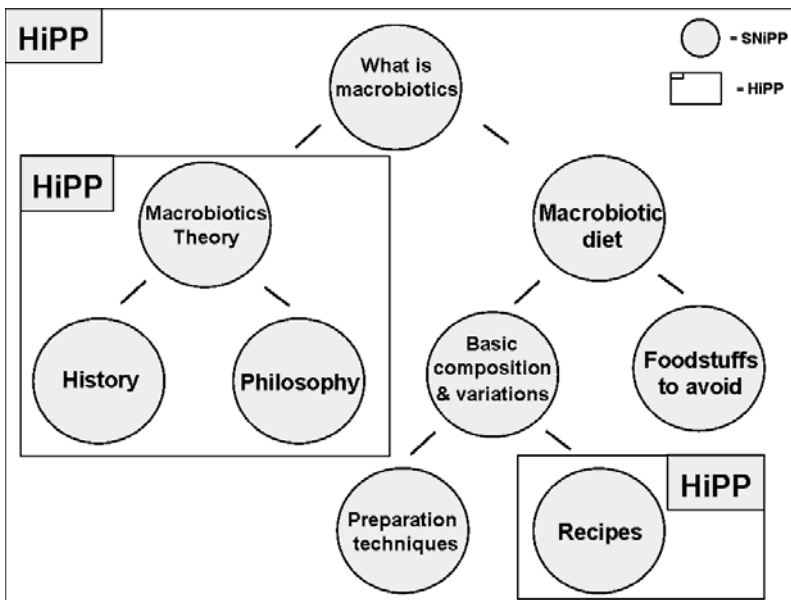 HiPP
What is
macrobiotics
= SNiPP
= HiPP
HiPP
Macrobiotics
Theory
Macrobiotic
diet
History
Philosophy
Basic
composition
& variations
Foodstuffs
to avoid
Preparation
techniques
Recipes
HiPP